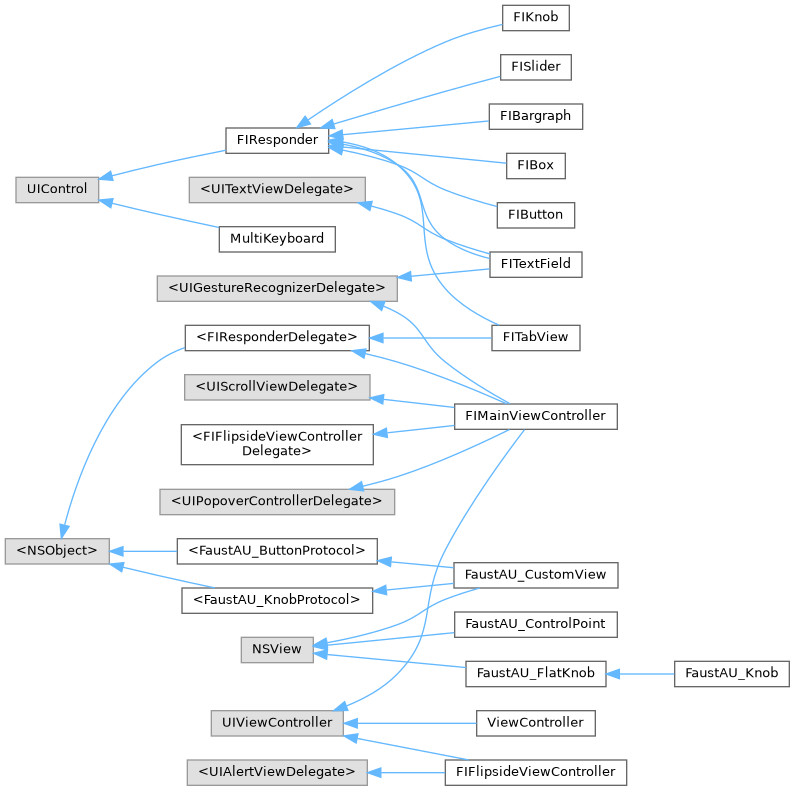 FIKnob
FISlider
FIBargraph
FIResponder
FIBox
UIControl
<UITextViewDelegate>
FIButton
MultiKeyboard
FITextField
<UIGestureRecognizerDelegate>
<FIResponderDelegate>
FITabView
<UIScrollViewDelegate>
FIMainViewController
<FIFlipsideViewController
Delegate>
<UIPopoverControllerDelegate>
<NSObject>
<FaustAU_ButtonProtocol>
FaustAU_CustomView
<FaustAU_KnobProtocol>
FaustAU_ControlPoint
NSView
FaustAU_FlatKnob
FaustAU_Knob
UIViewController
ViewController
<UIAlertViewDelegate>
FIFlipsideViewController